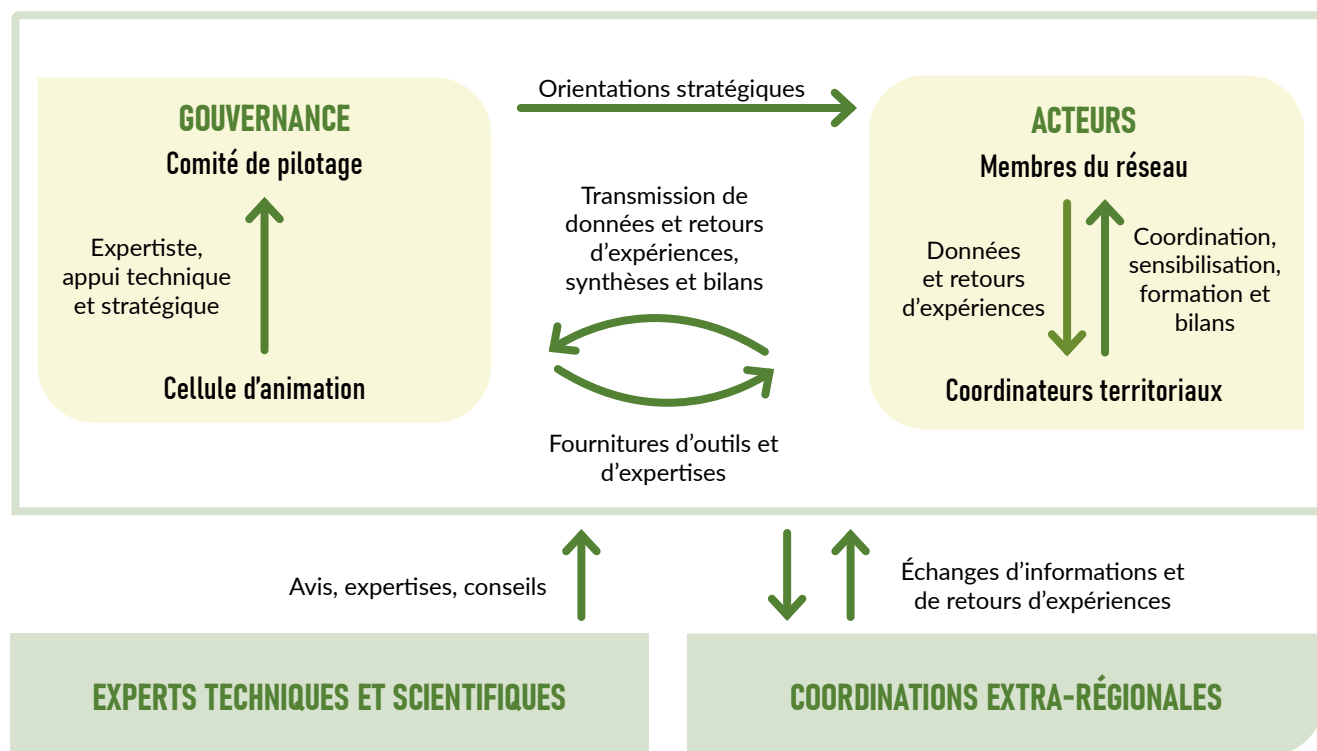 GOUVERNANCE
Comité de pilotage
Expertiste,
appui technique
et stratégique
Cellule d'animation
Orientations stratégiques
Transmission de
données et retours
d'expériences,
synthèses et bilans
Fournitures d'outils et
d'expertises
ACTEURS
Membres du réseau
Données
et retours
d'expériences
Coordination,
sensibilisation,
formation et
bilans
Coordinateurs territoriaux
Avis, expertises, conseils
Échanges d'informations et
de retours d'expériences
EXPERTS TECHNIQUES ET SCIENTIFIQUES
COORDINATIONS EXTRA-RÉGIONALES